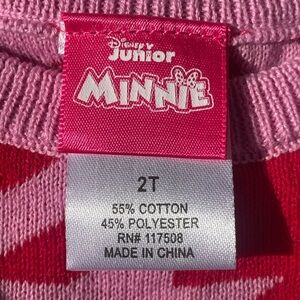 Disney
Junior
MINNIE
2T
55% COTTON
45% POLYESTER
RN# 117508
MADE IN CHINA